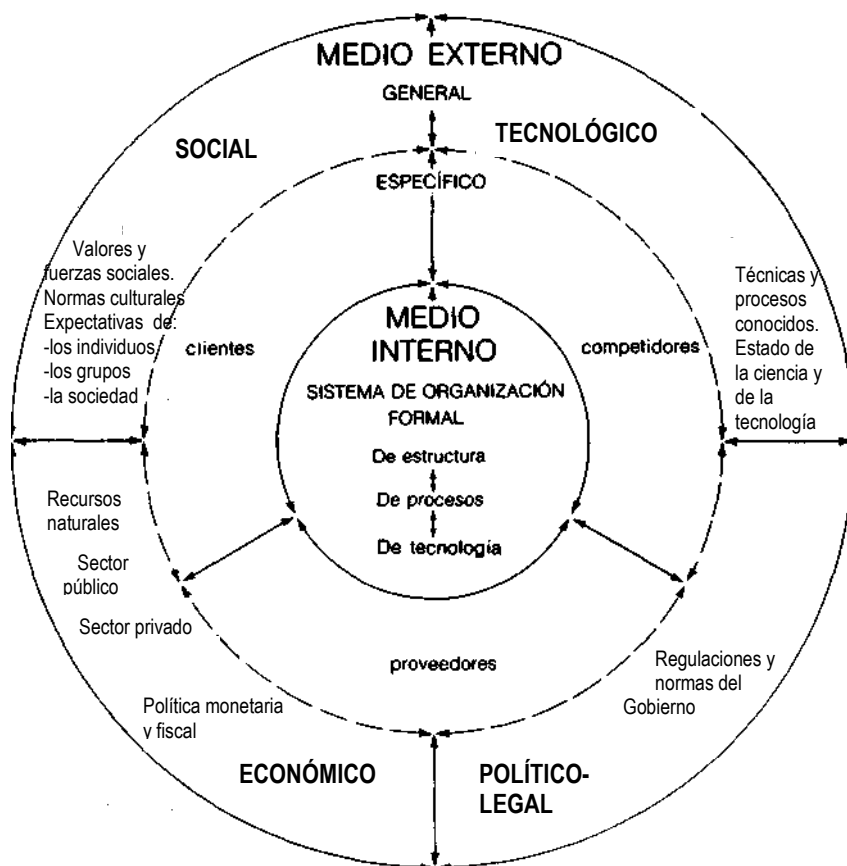 MEDIO EXTERNO
GENERAL
SOCIAL
TECNOLÓGICO
ESPECÍFICO
Valores y
fuerzas sociales.
Normas culturales
Expectativas de:
-los individuos
-los grupos
-la sociedad
clientes
MEDIO
INTERNO
SISTEMA DE ORGANIZACIÓN
FORMAL
De estructura
De procesos
De tecnología
competidores
Técnicas y
procesos
conocidos.
Estado de
la ciencia y
de la
tecnología
Recursos
naturales
Sector
público
Sector privado
Política monetaria
y fiscal
proveedores
Regulaciones y
normas del
Gobierno
ECONÓMICO
POLÍTICO-
LEGAL